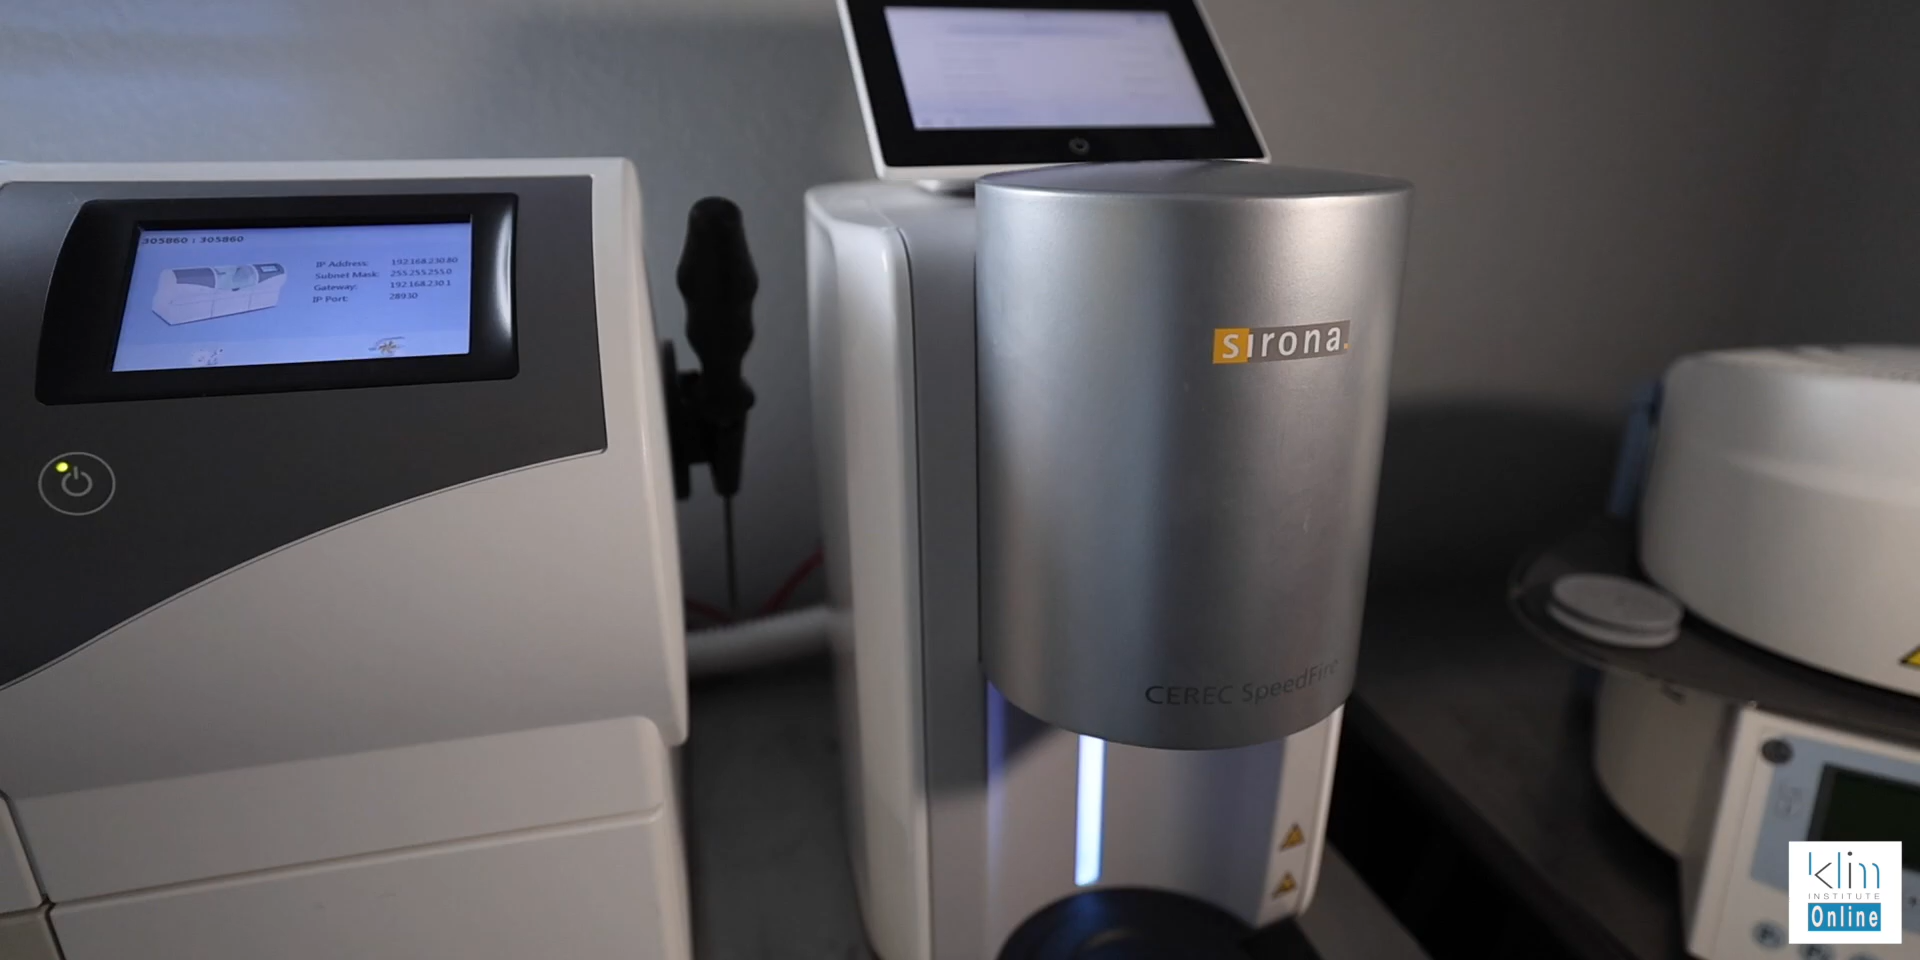 305860 : 305860
IP Address: 192.168.230.80
Subnet Mask: 255.255.255.0
Gateway: 192.168.230.1
IP Port: 28930
sirona.
CEREC SpeedFire
klim
INSTITUTE
Online